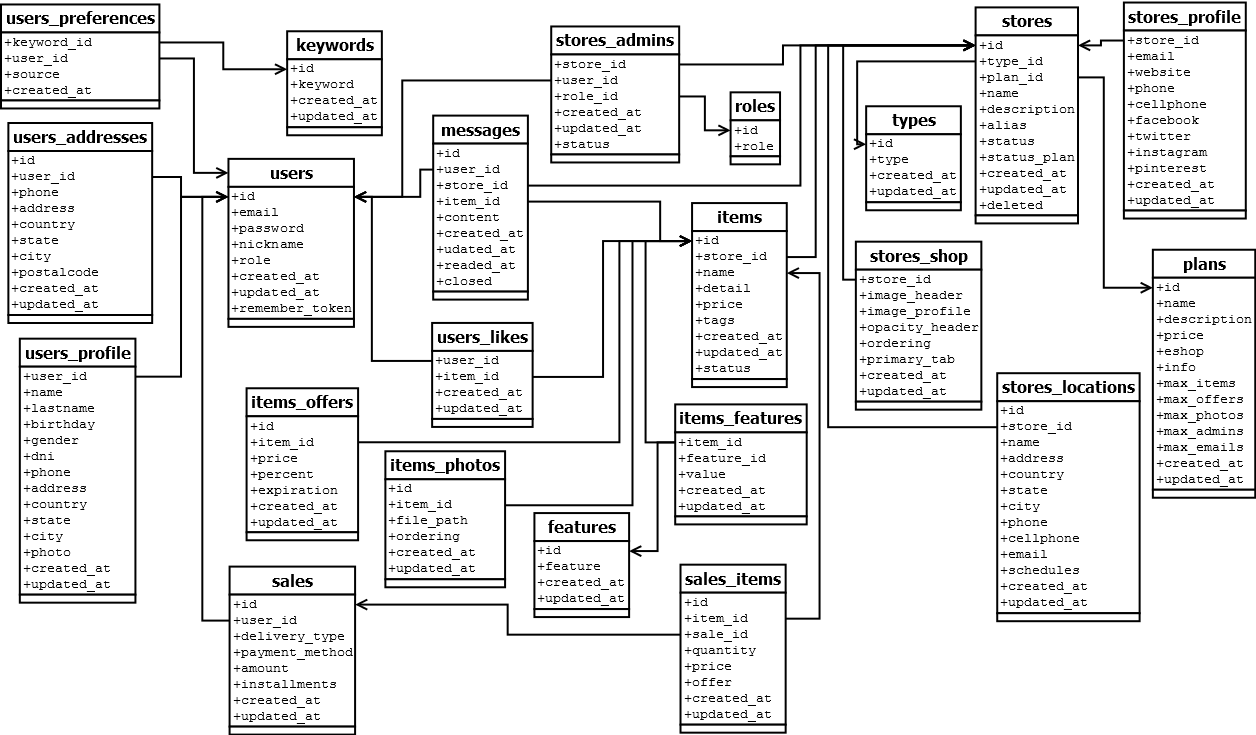 users_preferences
+keyword_id
+user_id
+source
+created_at
keywords
+id
+keyword
+created_at
+updated_at
stores_admins
+store_id
+user_id
+role_id
+created_at
+updated_at
+status
roles
+id
+role
stores
+id
+type_id
+plan_id
+name
+description
+alias
+status
+status_plan
+created_at
+updated_at
+deleted
stores_profile
+store_id
+email
+website
+phone
+cellphone
+facebook
+twitter
+instagram
+pinterest
+created_at
+updated_at
users_addresses
+id
+user_id
+phone
+address
+country
+state
+city
+postalcode
+created_at
+updated_at
users
+id
+email
+password
+nickname
+role
+created_at
+updated_at
+remember_token
messages
+id
+user_id
+store_id
+item_id
+content
+created_at
+udated_at
+readed_at
+closed
types
+id
+type
+created_at
+updated_at
items
+id
+store_id
+name
+detail
+price
+tags
+created_at
+updated_at
+status
stores_shop
+store_id
+image_header
+image_profile
+opacity_header
+ordering
+primary_tab
+created_at
+updated_at
plans
+id
+name
+description
+price
+eshop
+info
+max_items
+max_offers
+max_photos
+max_admins
+max_emails
+created_at
+updated_at
users_profile
+user_id
+name
+lastname
+birthday
+gender
+dni
+phone
+address
+country
+state
+city
+photo
+created_at
+updated_at
users_likes
+user_id
+item_id
+created_at
+updated_at
items_offers
+id
+item_id
+price
+percent
+expiration
+created_at
+updated_at
items_photos
+id
+item_id
+file_path
+ordering
+created_at
+updated_at
items_features
+item_id
+feature_id
+value
+created_at
+updated_at
stores_locations
+id
+store_id
+name
+address
+country
+state
+city
+phone
+cellphone
+email
+schedules
+created_at
+updated_at
features
+id
+feature
+created_at
+updated_at
sales
+id
+user_id
+delivery_type
+payment_method
+amount
+installments
+created_at
+updated_at
sales_items
+id
+item_id
+sale_id
+quantity
+price
+offer
+created_at
+updated_at